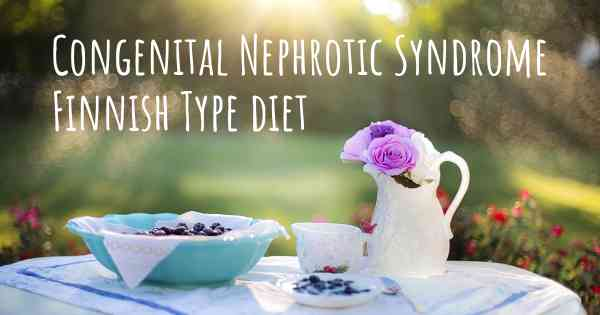 Congenital Nephrotic Syndrome
Finnish Type diet